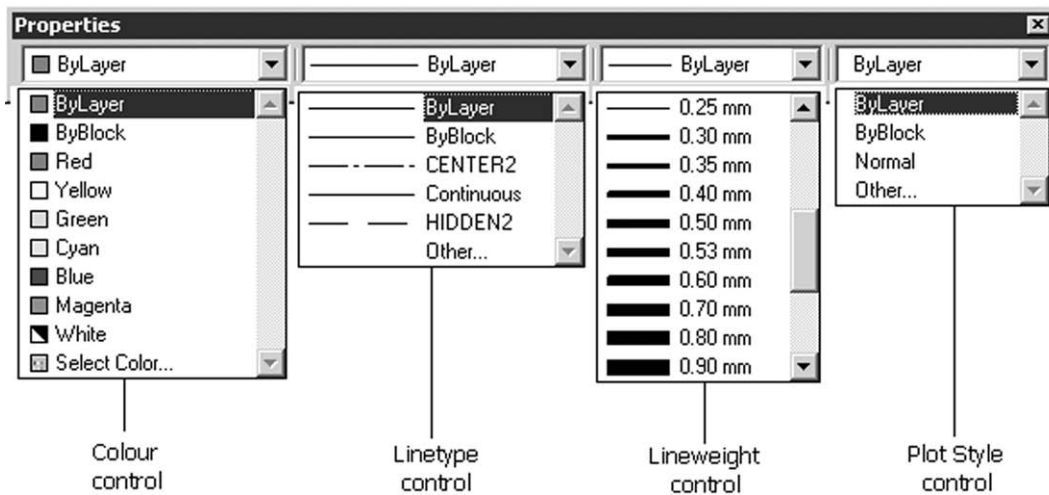 Properties
ByLayer
ByLayer
ByLayer
ByLayer
ByLayer
ByBlock
Red
Yellow
Green
Cyan
Blue
Magenta
White
Select Color...
ByLayer
ByBlock
CENTER2
Continuous
HIDDEN2
Other...
0.25 mm
0.30 mm
0.35 mm
0.40 mm
0.50 mm
0.53 mm
0.60 mm
0.70 mm
0.80 mm
0.90 mm
ByLayer
ByBlock
Normal
Other...
Colour
control
Linetype
control
Lineweight
control
Plot Style
control